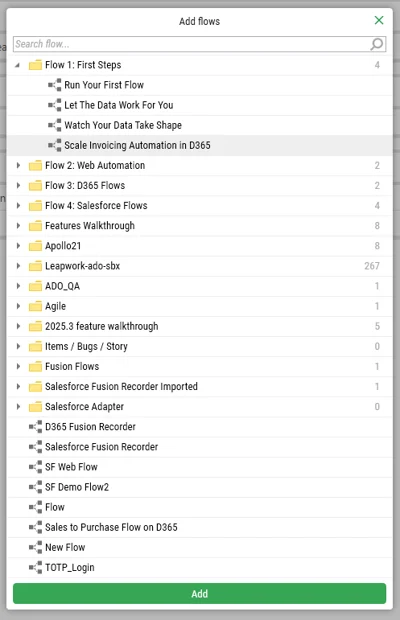 Add flows
Search flow...
Flow 1: First Steps 4
Run Your First Flow
Let The Data Work For You
Watch Your Data Take Shape
Scale Invoicing Automation in D365
Flow 2: Web Automation 2
Flow 3: D365 Flows 2
Flow 4: Salesforce Flows 4
Features Walkthrough 8
Apollo21 8
Leapwork-ado-sbx 267
ADO_QA 1
Agile 1
2025.3 feature walkthrough 5
Items / Bugs / Story 0
Fusion Flows 1
Salesforce Fusion Recorder Imported 1
Salesforce Adapter 0
D365 Fusion Recorder
Salesforce Fusion Recorder
SF Web Flow
SF Demo Flow2
Flow
Sales to Purchase Flow on D365
New Flow
TOTP_Login
Add